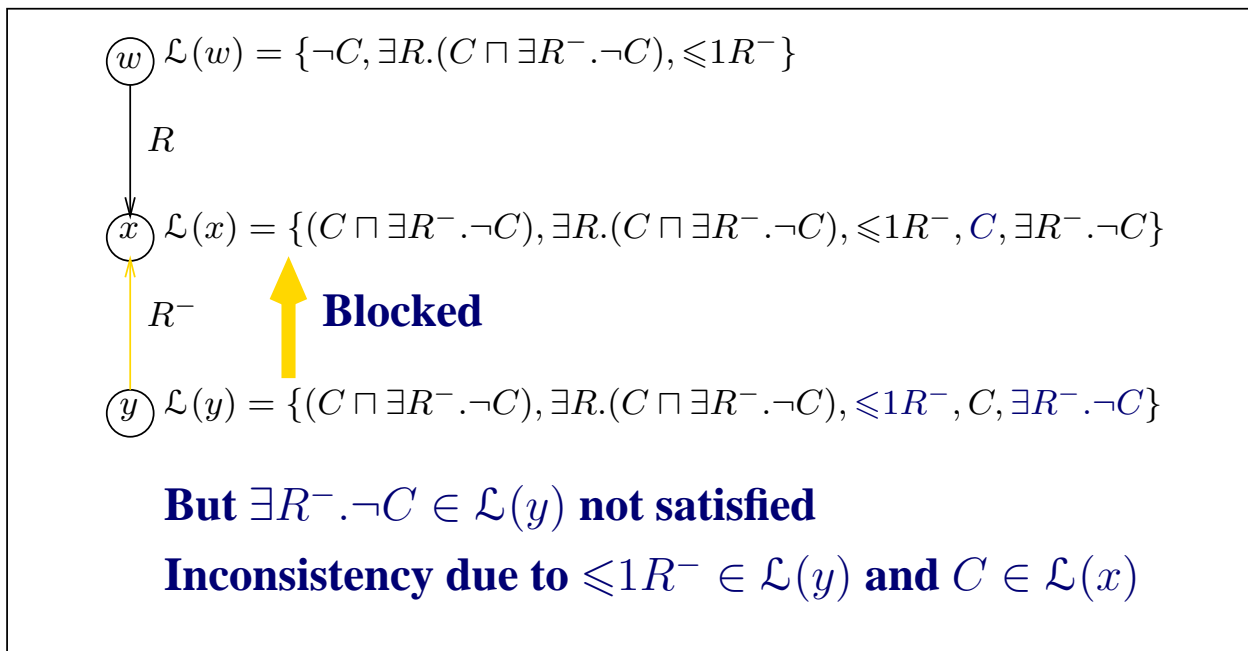 w ℒ(w) = {¬C, ∃R.(C ⊓ ∃R⁻.¬C), ⩽1R⁻}
R
x ℒ(x) = {(C ⊓ ∃R⁻.¬C), ∃R.(C ⊓ ∃R⁻.¬C), ⩽1R⁻, C, ∃R⁻.¬C}
R⁻ Blocked
y ℒ(y) = {(C ⊓ ∃R⁻.¬C), ∃R.(C ⊓ ∃R⁻.¬C), ⩽1R⁻, C, ∃R⁻.¬C}
But ∃R⁻.¬C ∈ ℒ(y) not satisfied
Inconsistency due to ⩽1R⁻ ∈ ℒ(y) and C ∈ ℒ(x)